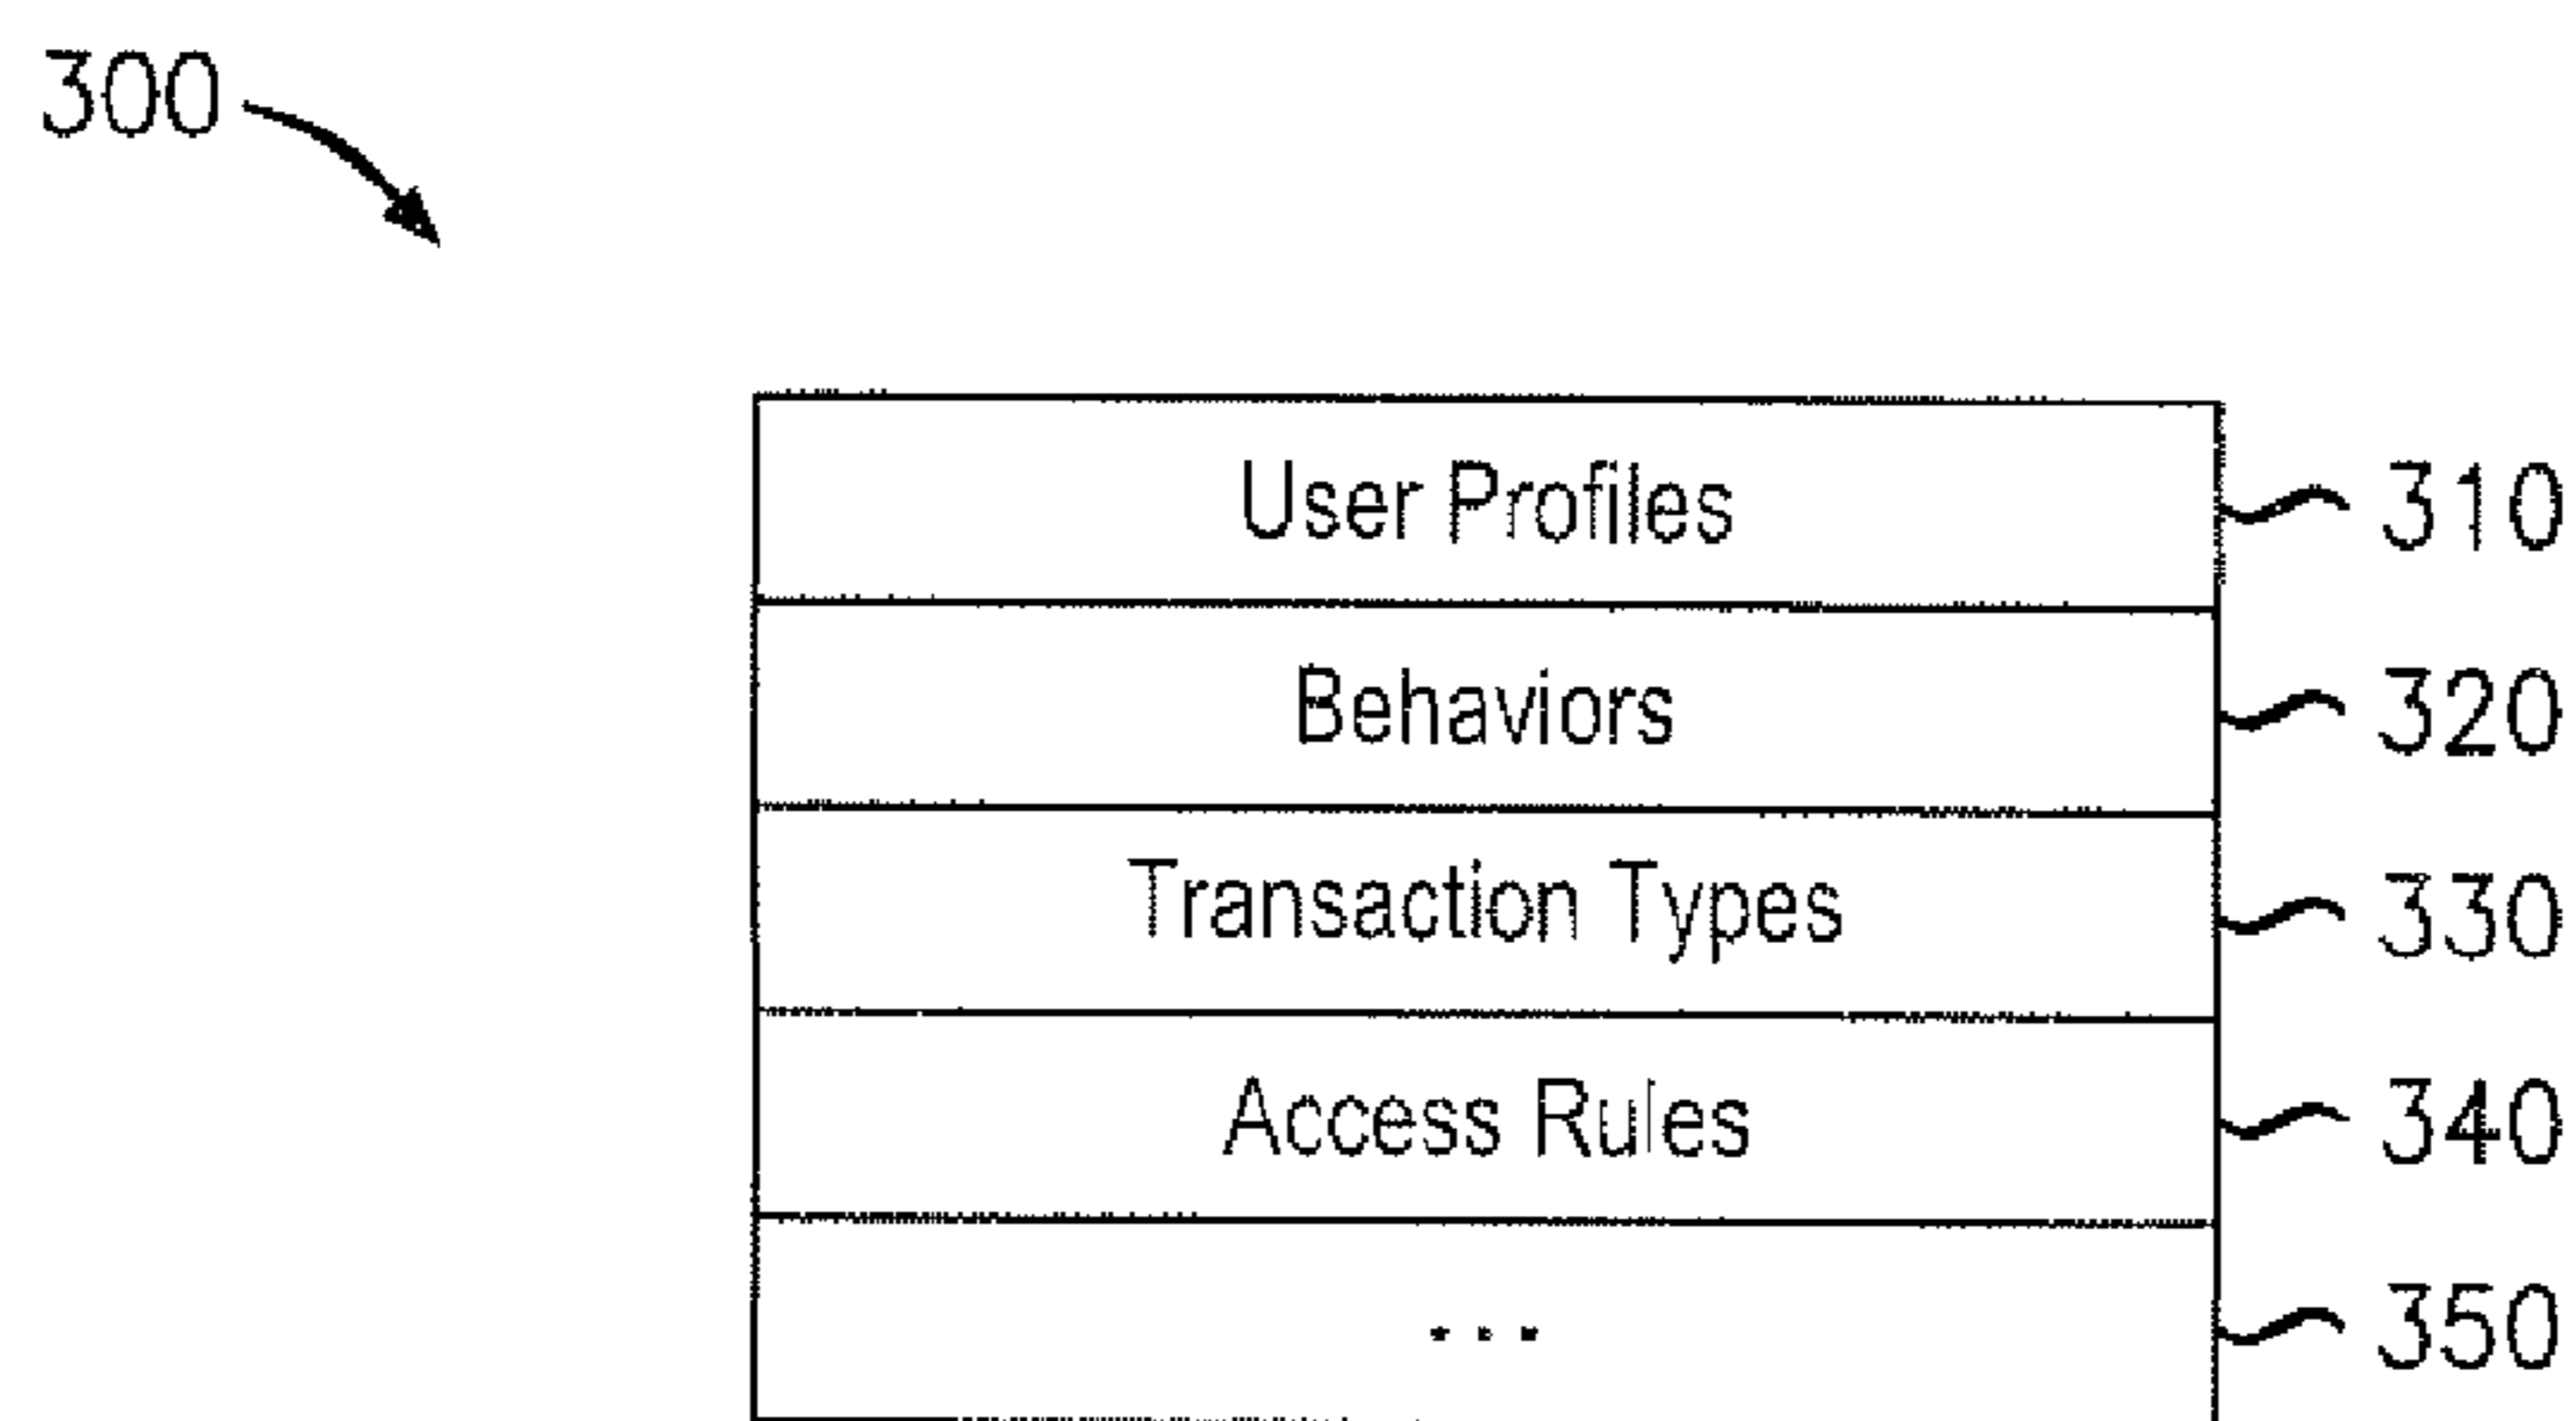 300
User Profiles 310
Behaviors 320
Transaction Types 330
Access Rules 340
... 350